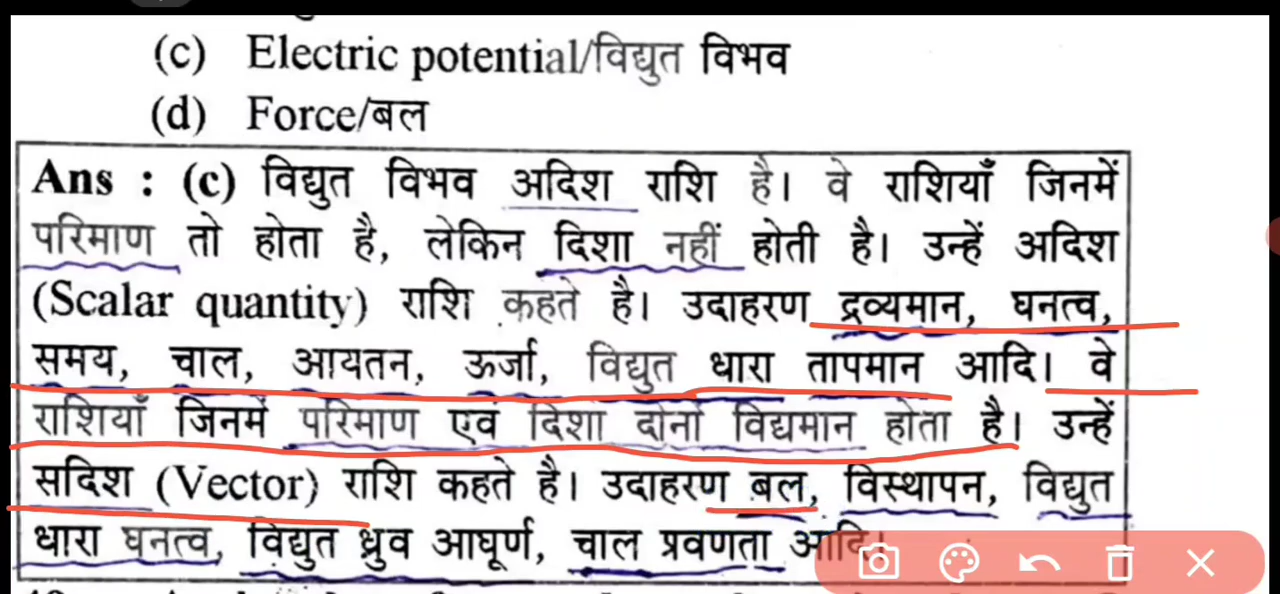 (c) Electric potential/विद्युत विभव
(d) Force/बल
Ans : (c) विद्युत विभव अदिश राशि है। वे राशियाँ जिनमें
परिमाण तो होता है, लेकिन दिशा नहीं होती है। उन्हें अदिश
(Scalar quantity) राशि कहते है। उदाहरण द्रव्यमान, घनत्व,
समय, चाल, आयतन, ऊर्जा, विद्युत धारा तापमान आदि। वे
राशियाँ जिनमें परिमाण एवं दिशा दोनों विद्यमान होता है। उन्हें
सदिश (Vector) राशि कहते है। उदाहरण बल, विस्थापन, विद्युत
धारा घनत्व, विद्युत ध्रुव आघूर्ण, चाल प्रवणता आदि।